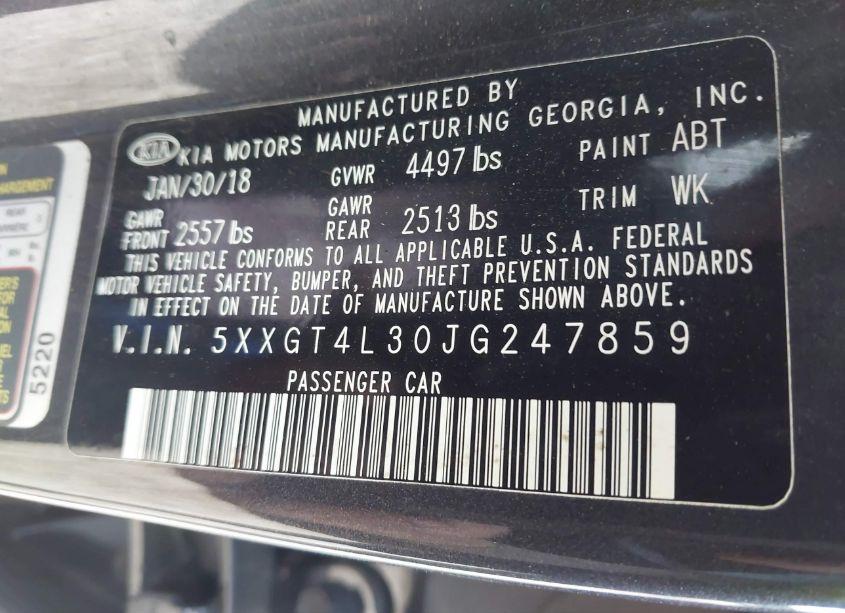 MANUFACTURED BY
KIA KIA MOTORS MANUFACTURING GEORGIA, INC.
JAN/30/18 GVWR 4497 lbs PAINT ABT
GAWR FRONT 2557 lbs GAWR REAR 2513 lbs TRIM WK
THIS VEHICLE CONFORMS TO ALL APPLICABLE U.S.A. FEDERAL
MOTOR VEHICLE SAFETY, BUMPER, AND THEFT PREVENTION STANDARDS
IN EFFECT ON THE DATE OF MANUFACTURE SHOWN ABOVE.
V.I.N. 5XXGT4L30JG247859
PASSENGER CAR
REAR
5220